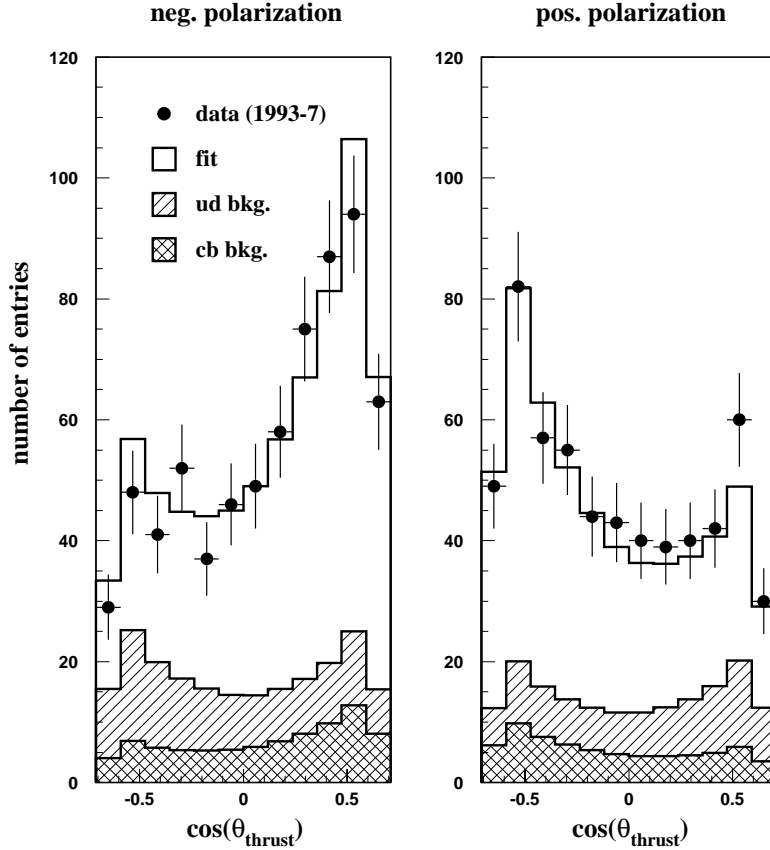 neg. polarization
pos. polarization
number of entries
120
100
80
60
40
20
0
data (1993-7)
fit
ud bkg.
cb bkg.
-0.5
0
0.5
cos(θthrust)
120
100
80
60
40
20
0
-0.5
0
0.5
cos(θthrust)